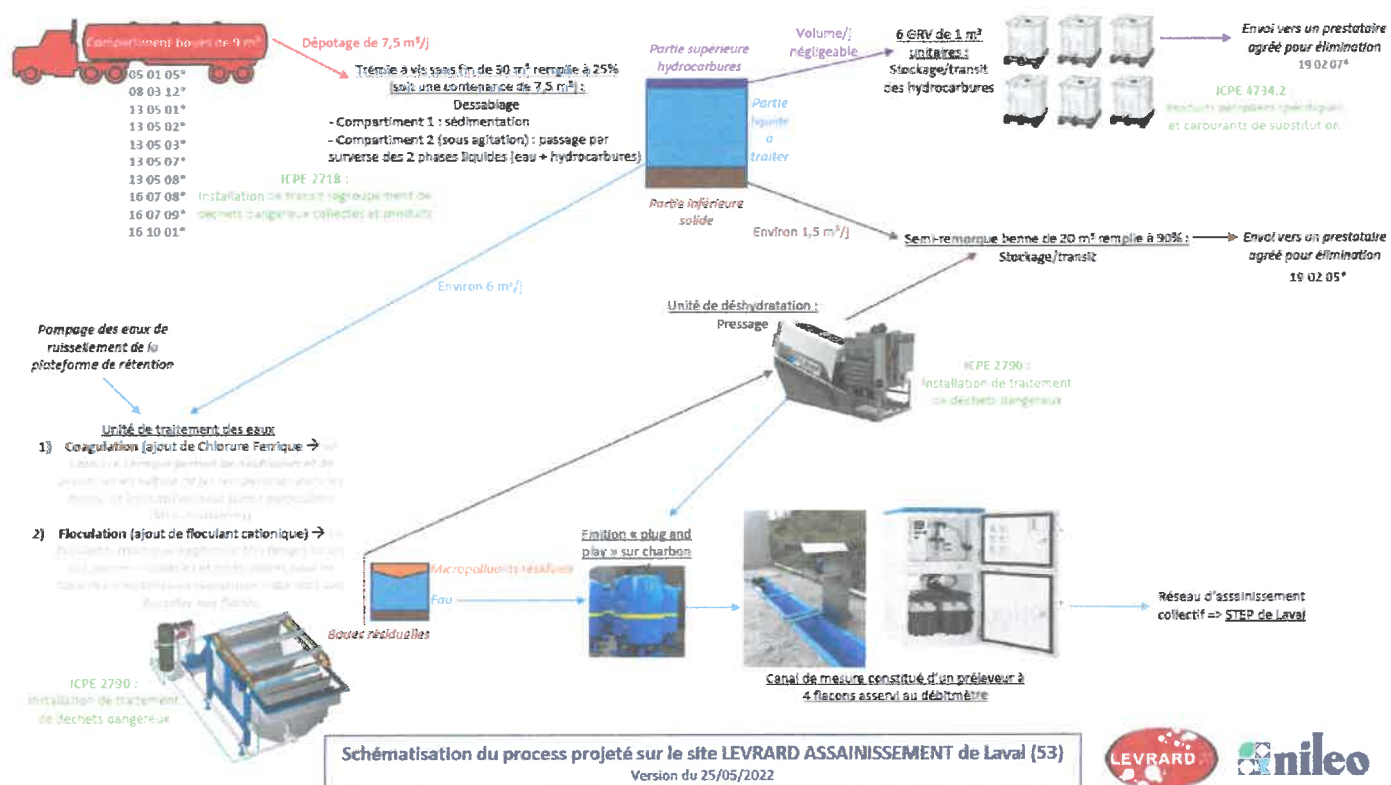 Compartiment boues de 9 m³
Dépotage de 7,5 m³/j
05 01 05*
08 03 12*
13 05 01*
13 05 02*
13 05 03*
13 05 07*
13 05 08*
16 07 08*
16 07 09*
16 10 01*
Trémie à vis sans fin de 30 m³ remplie à 25%
(soit une contenance de 7,5 m³) :
Dessablage
- Compartiment 1 : sédimentation
- Compartiment 2 (sous agitation) : passage par
surverse des 2 phases liquides (eau + hydrocarbures)
ICPE 2718 :
Installation de transit regroupement de
déchets dangereux collectés et produits
Partie supérieure
hydrocarbures
Partie
liquide
à
traiter
Partie inférieure
solide
Volume/j
négligeable
6 GRV de 1 m³
unitaires :
Stockage/transit
des hydrocarbures
Envoi vers un prestataire
agréé pour élimination
19 02 07*
ICPE 4734.2 :
Produits pétroliers spécifiques
et carburants de substitution
Environ 1,5 m³/j
Semi-remorque benne de 20 m³ remplie à 90% :
Stockage/transit
Envoi vers un prestataire
agréé pour élimination
19 02 05*
Environ 6 m³/j
Unité de déshydratation :
Pressage
ICPE 2790 :
Installation de traitement
de déchets dangereux
Pompage des eaux de
ruissellement de la
plateforme de rétention
Unité de traitement des eaux
1) Coagulation (ajout de Chlorure Ferrique →
2) Floculation (ajout de floculant cationique) →
ICPE 2790 :
Installation de traitement
de déchets dangereux
Micropolluants résiduels
Eau
Boues résiduelles
Finition « plug and
play » sur charbon
Canal de mesure constitué d'un préleveur à
4 flacons asservi au débitmètre
Réseau d'assainissement
collectif => STEP de Laval
Schématisation du process projeté sur le site LEVRARD ASSAINISSEMENT de Laval (53)
Version du 25/05/2022
LEVRARD
nileo